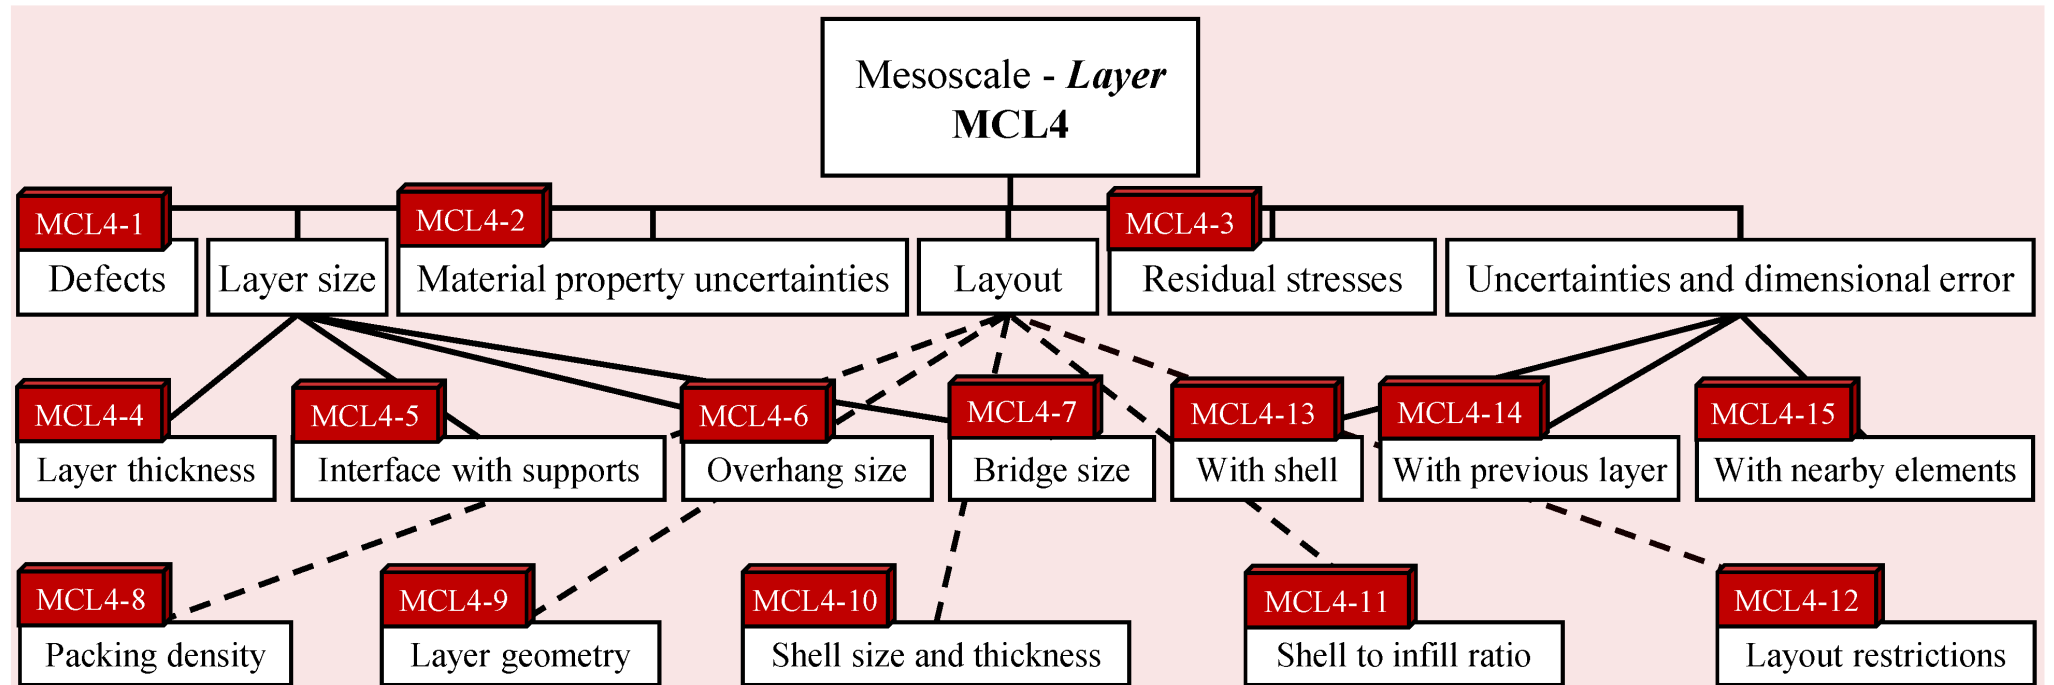 Mesoscale - Layer
MCL4
MCL4-1
Defects
Layer size
MCL4-2
Material property uncertainties
Layout
MCL4-3
Residual stresses
Uncertainties and dimensional error
MCL4-4
Layer thickness
MCL4-5
Interface with supports
MCL4-6
Overhang size
MCL4-7
Bridge size
MCL4-13
With shell
MCL4-14
With previous layer
MCL4-15
With nearby elements
MCL4-8
Packing density
MCL4-9
Layer geometry
MCL4-10
Shell size and thickness
MCL4-11
Shell to infill ratio
MCL4-12
Layout restrictions